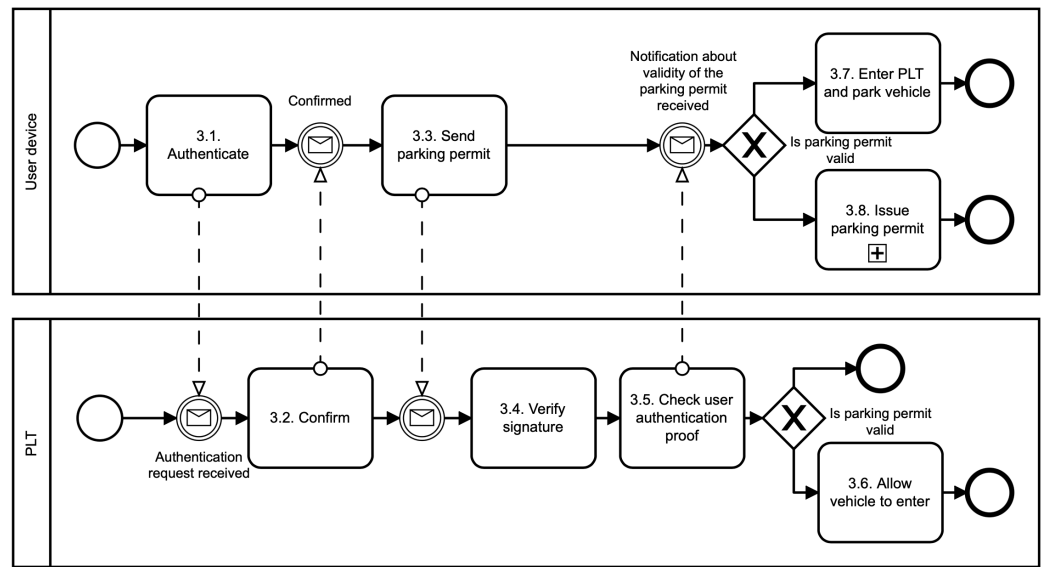 User device
3.1.
Authenticate
Confirmed
3.3. Send
parking permit
Notification about
validity of the
parking permit
received
Is parking permit
valid
3.7. Enter PLT
and park vehicle
3.8. Issue
parking permit
PLT
Authentication
request received
3.2. Confirm
3.4. Verify
signature
3.5. Check user
authentication
proof
Is parking permit
valid
3.6. Allow
vehicle to enter